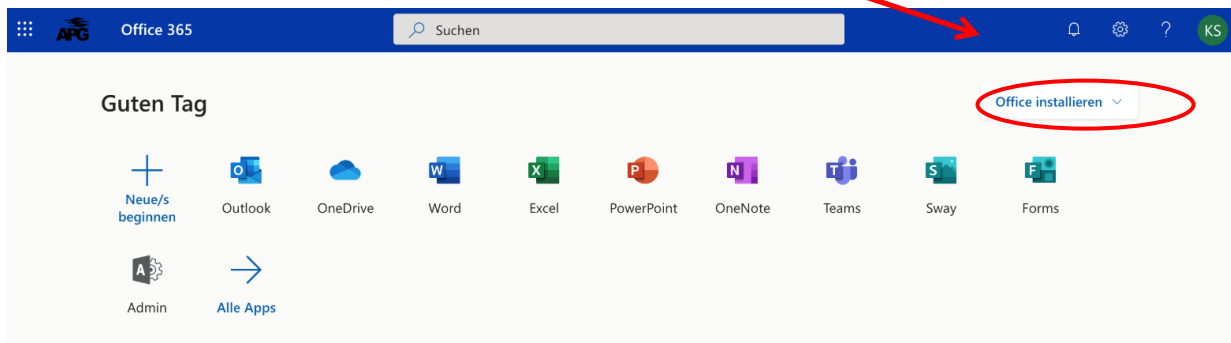 APG Office 365 Suchen KS
Guten Tag Office installieren
Neue/s beginnen Outlook OneDrive Word Excel PowerPoint OneNote Teams Sway Forms
Admin Alle Apps